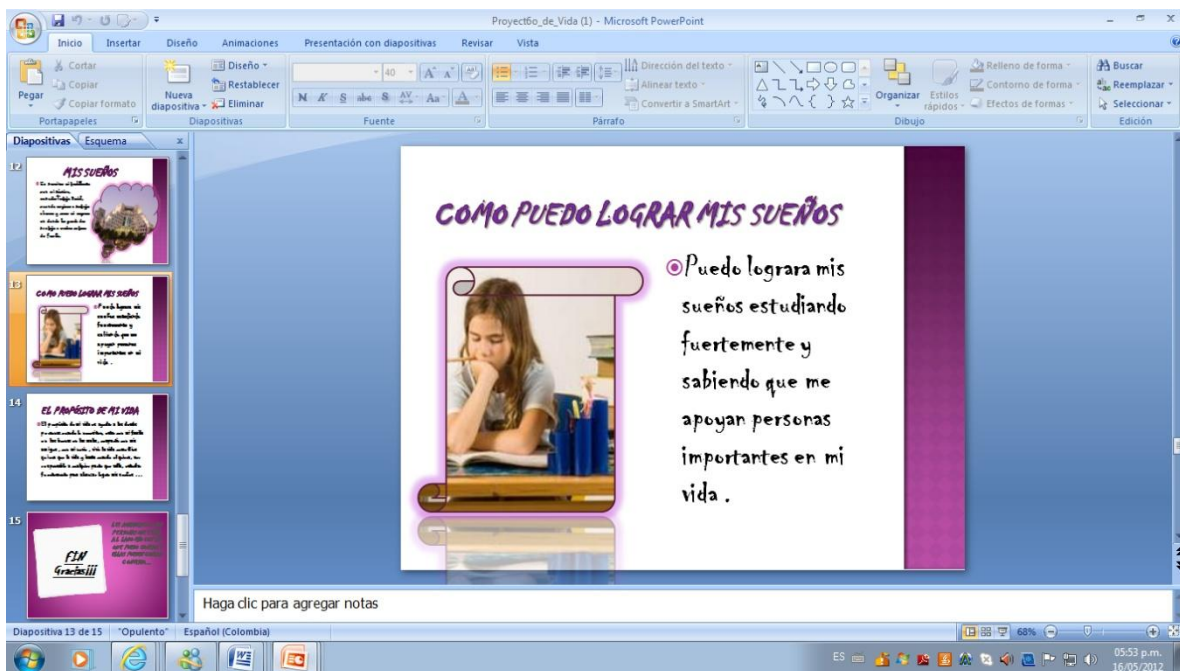 Proyect6o_de_Vida (1) - Microsoft PowerPoint
Inicio Insertar Diseño Animaciones Presentación con diapositivas Revisar Vista
Pegar
Cortar
Copiar
Copiar formato
Portapapeles
Nueva diapositiva
Diseño
Restablecer
Eliminar
Diapositivas
40
Fuente
Dirección del texto
Alinear texto
Convertir a SmartArt
Párrafo
Organizar
Estilos rápidos
Relleno de forma
Contorno de forma
Efectos de formas
Dibujo
Buscar
Reemplazar
Seleccionar
Edición
Diapositivas Esquema
12
MIS SUEÑOS
13
COMO PUEDO LOGRAR MIS SUEÑOS
14
EL PROPÓSITO DE MI VIDA
15
FIN
Gracias¡¡¡
COMO PUEDO LOGRAR MIS SUEÑOS
Puedo lograra mis
sueños estudiando
fuertemente y
sabiendo que me
apoyan personas
importantes en mi
vida .
Haga clic para agregar notas
Diapositiva 13 de 15 "Opulento" Español (Colombia) 68%
ES 05:53 p.m.
16/05/2012